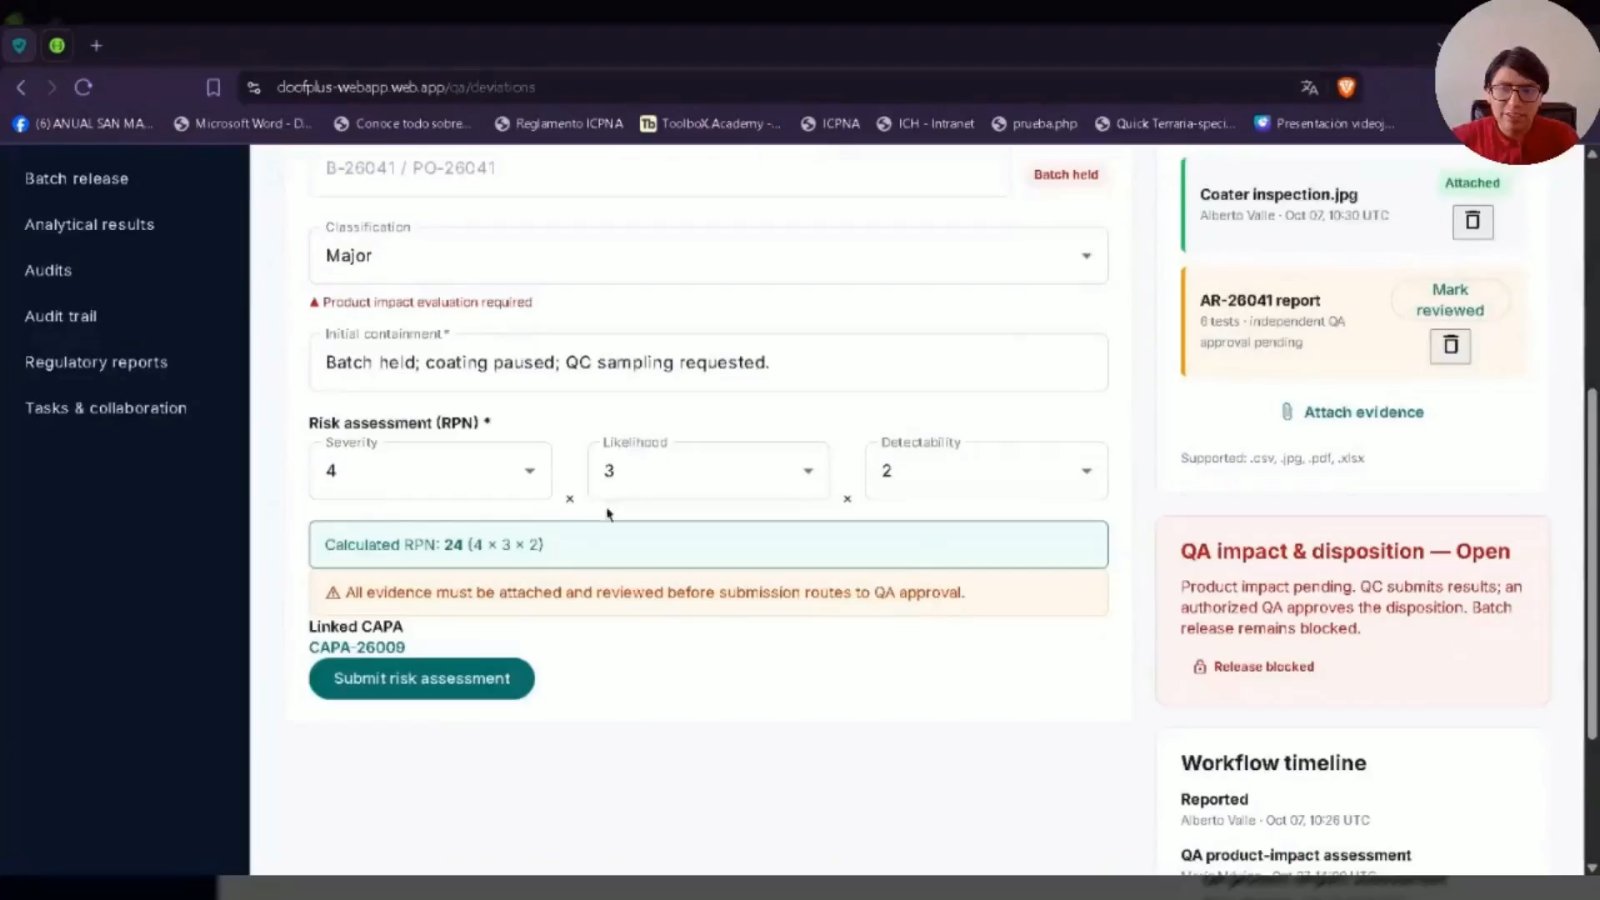 doofplus-webapp.web.app/qa/deviations
(6) ANUAL SAN MA...
Microsoft Word - D...
Conoce todo sobre...
Reglamento ICPNA
Tb ToolboX.Academy -...
ICPNA
ICH - Intranet
prueba.php
Quick Terraria-speci...
Presentación videoj...
Batch release
Analytical results
Audits
Audit trail
Regulatory reports
Tasks & collaboration
B-26041 / PO-26041
Batch held
Classification
Major
Product impact evaluation required
Initial containment *
Batch held; coating paused; QC sampling requested.
Risk assessment (RPN) *
Severity
4
×
Likelihood
3
×
Detectability
2
Calculated RPN: 24 (4 × 3 × 2)
⚠ All evidence must be attached and reviewed before submission routes to QA approval.
Linked CAPA
CAPA-26009
Submit risk assessment
Coater inspection.jpg
Alberto Valle · Oct 07, 10:30 UTC
Attached
AR-26041 report
6 tests · independent QA
approval pending
Mark
reviewed
Attach evidence
Supported: .csv, .jpg, .pdf, .xlsx
QA impact & disposition — Open
Product impact pending. QC submits results; an
authorized QA approves the disposition. Batch
release remains blocked.
Release blocked
Workflow timeline
Reported
Alberto Valle · Oct 07, 10:26 UTC
QA product-impact assessment